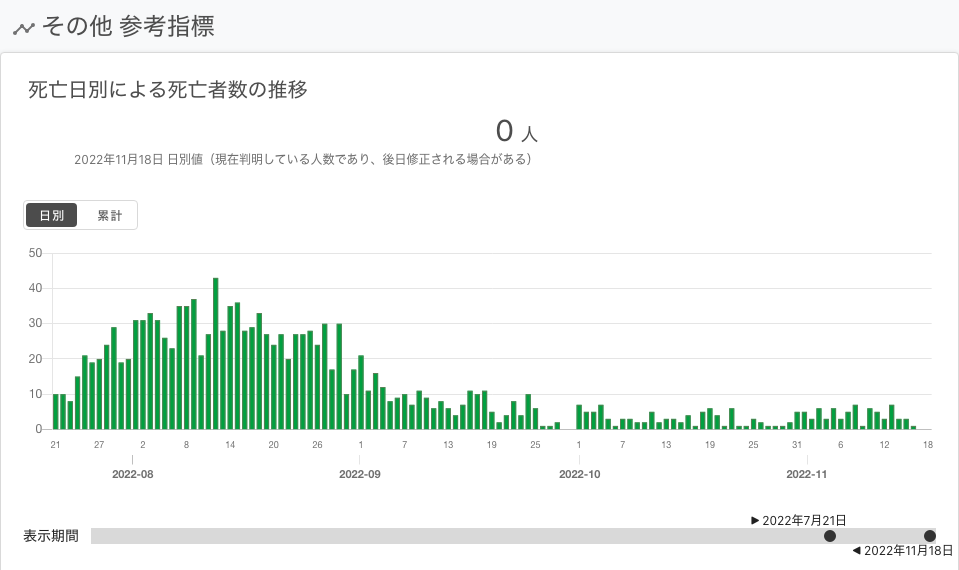 その他 参考指標
死亡日別による死亡者数の推移
0 人
2022年11月18日 日別値（現在判明している人数であり、後日修正される場合がある）
日別 累計
50
40
30
20
10
0
21 27 2 8 14 20 26 1 7 13 19 25 1 7 13 19 25 31 6 12 18
2022-08 2022-09 2022-10 2022-11
▶ 2022年7月21日
表示期間
◀ 2022年11月18日